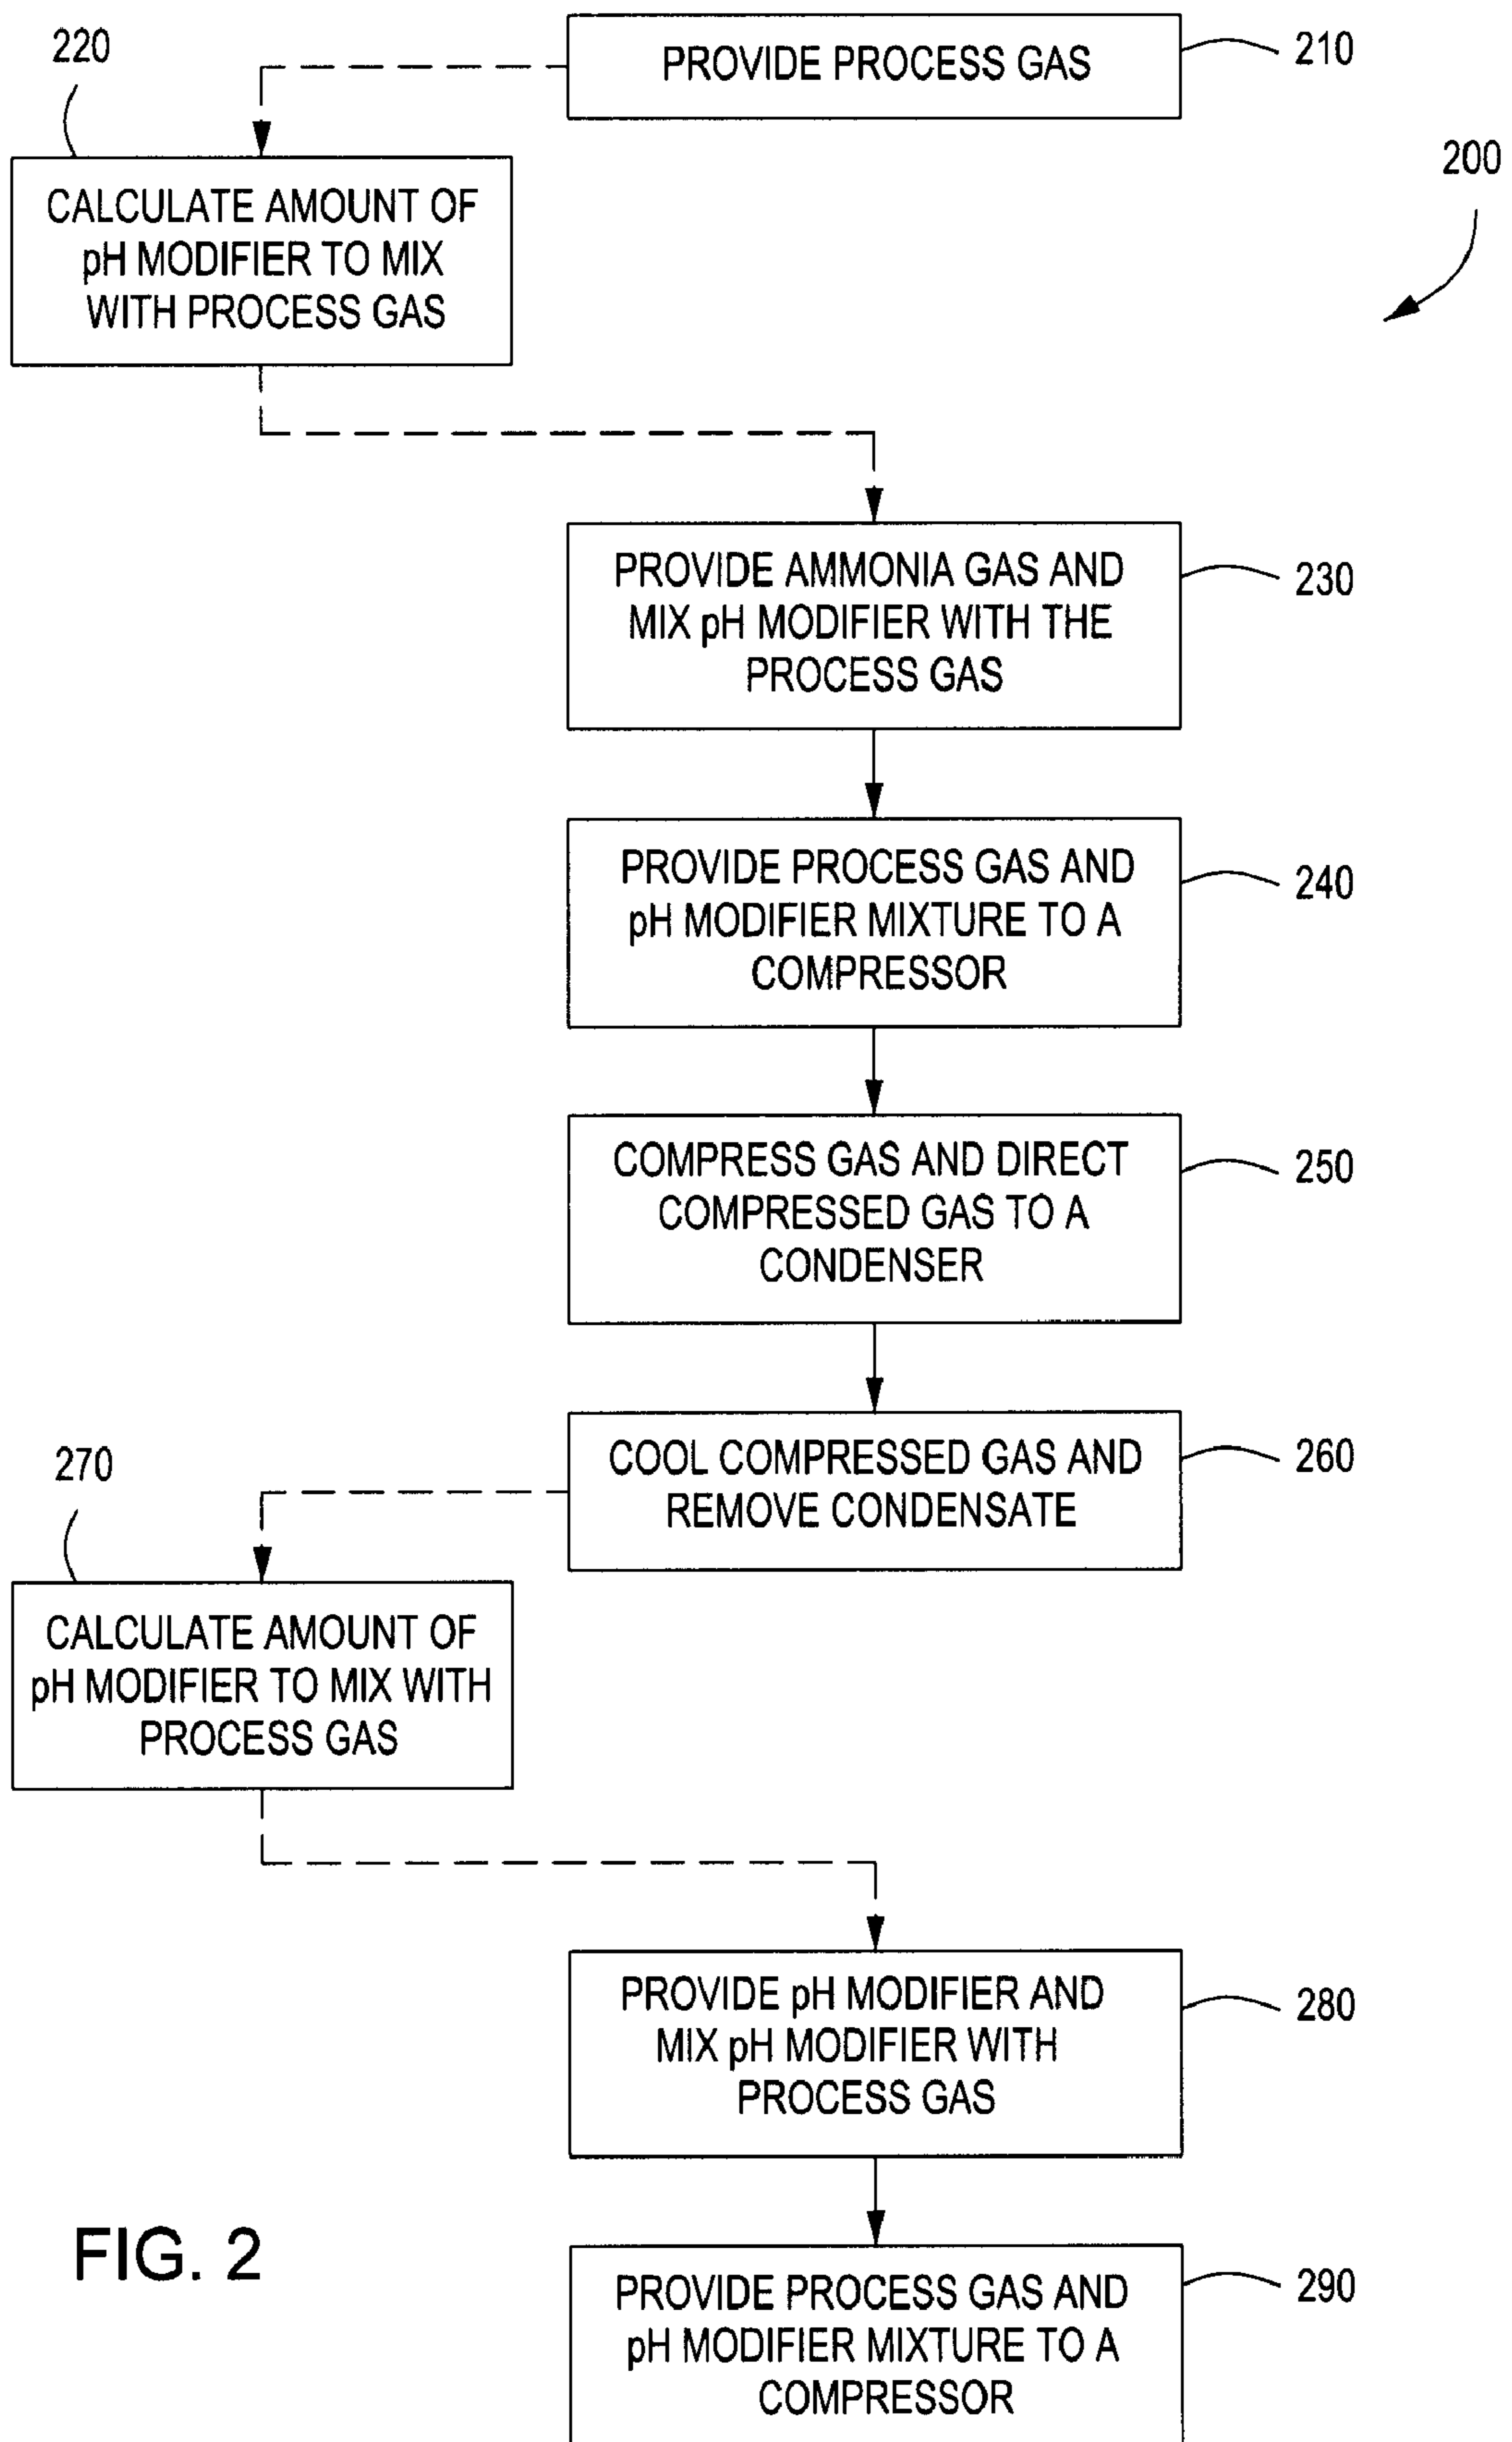 PROVIDE PROCESS GAS
210
220
200
CALCULATE AMOUNT OF
pH MODIFIER TO MIX
WITH PROCESS GAS
PROVIDE AMMONIA GAS AND
MIX pH MODIFIER WITH THE
PROCESS GAS
230
PROVIDE PROCESS GAS AND
pH MODIFIER MIXTURE TO A
COMPRESSOR
240
COMPRESS GAS AND DIRECT
COMPRESSED GAS TO A
CONDENSER
250
COOL COMPRESSED GAS AND
REMOVE CONDENSATE
260
270
CALCULATE AMOUNT OF
pH MODIFIER TO MIX WITH
PROCESS GAS
PROVIDE pH MODIFIER AND
MIX pH MODIFIER WITH
PROCESS GAS
280
PROVIDE PROCESS GAS AND
pH MODIFIER MIXTURE TO A
COMPRESSOR
290
FIG. 2